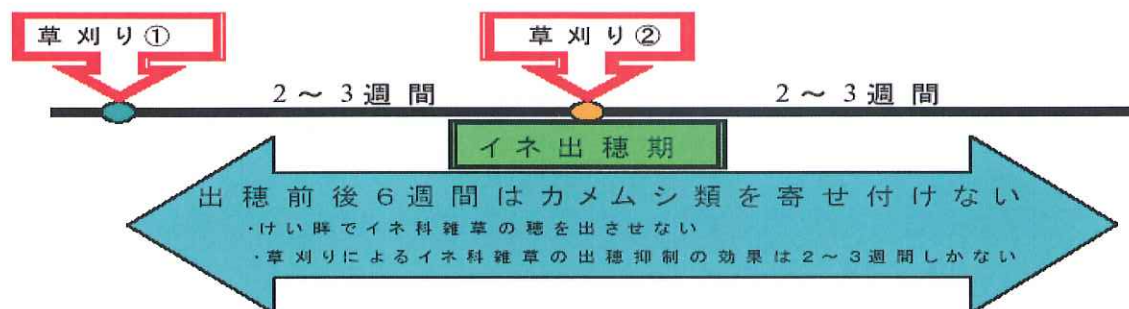 草刈り①
草刈り②
2～3週間
2～3週間
イネ出穂期
出穂前後6週間はカメムシ類を寄せ付けない
・けい畔でイネ科雑草の穂を出させない
・草刈りによるイネ科雑草の出穂抑制の効果は2～3週間しかない